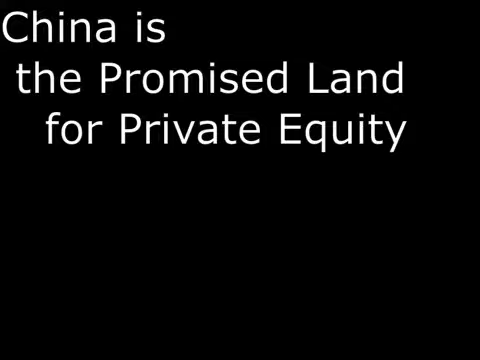 China is
the Promised Land
for Private Equity